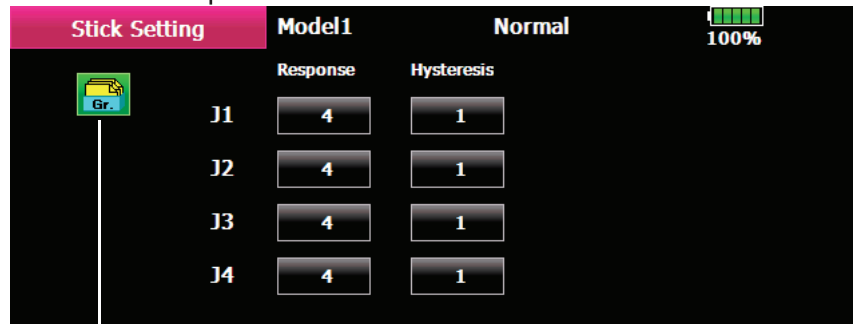 Stick Setting Model1 Normal 100%
Response Hysteresis
Gr.
J1 4 1
J2 4 1
J3 4 1
J4 4 1